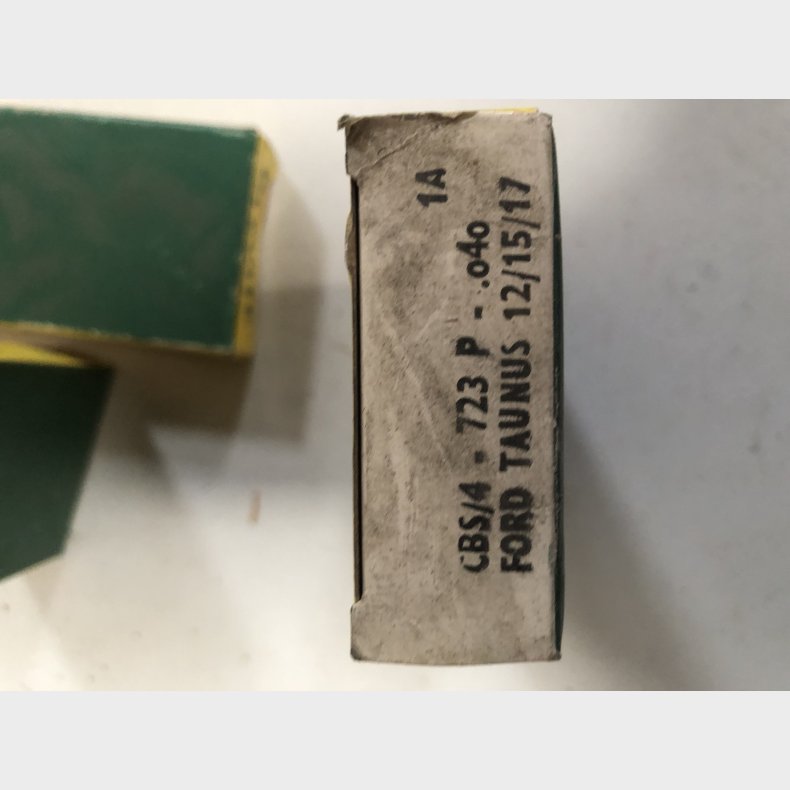 1A
CBS/4 - 723 P - .040
FORD TAUNUS 12/15/17